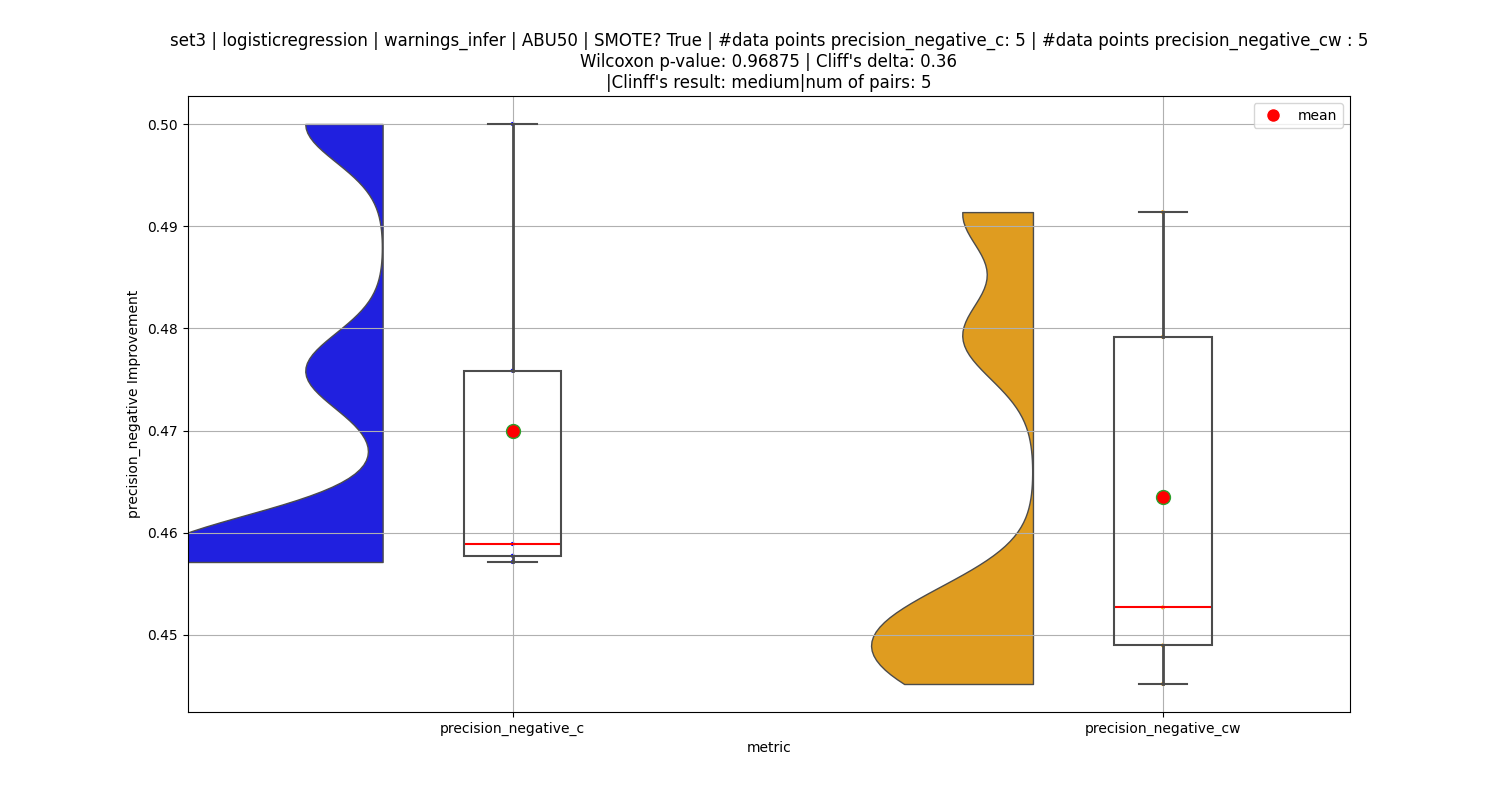 set3 | logisticregression | warnings_infer | ABU50 | SMOTE? True | #data points precision_negative_c: 5 | #data points precision_negative_cw : 5
Wilcoxon p-value: 0.96875 | Cliff's delta: 0.36
|Clinff's result: medium|num of pairs: 5
mean
0.50
0.49
0.48
0.47
0.46
0.45
precision_negative Improvement
precision_negative_c
precision_negative_cw
metric